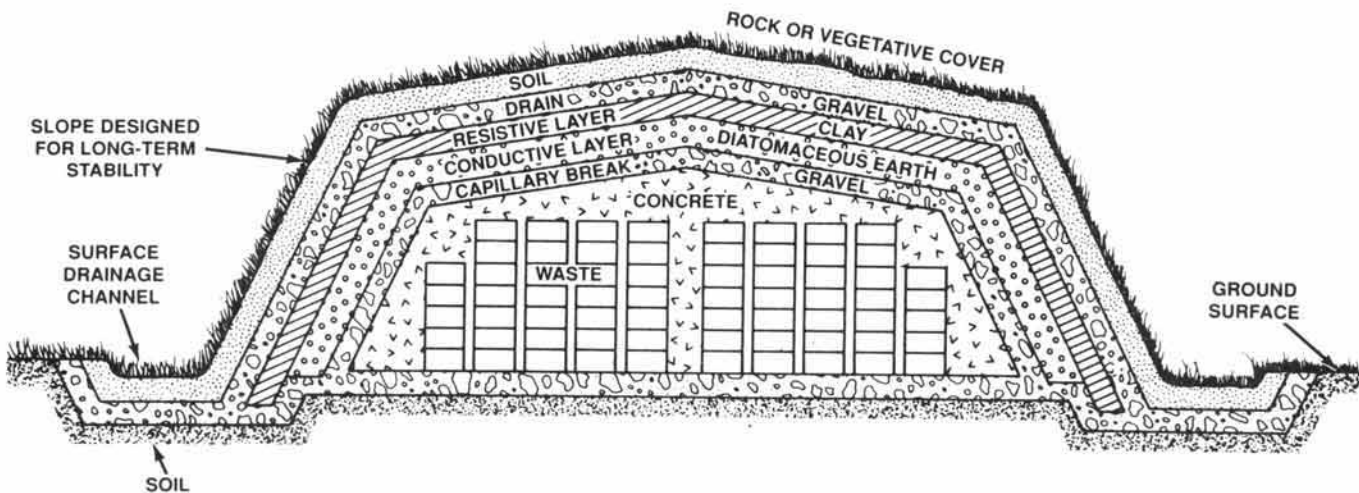 ROCK OR VEGETATIVE COVER
SOIL
DRAIN
GRAVEL
RESISTIVE LAYER
CLAY
CONDUCTIVE LAYER
DIATOMACEOUS EARTH
CAPILLARY BREAK
GRAVEL
CONCRETE
WASTE
SLOPE DESIGNED
FOR LONG-TERM
STABILITY
SURFACE
DRAINAGE
CHANNEL
GROUND
SURFACE
SOIL